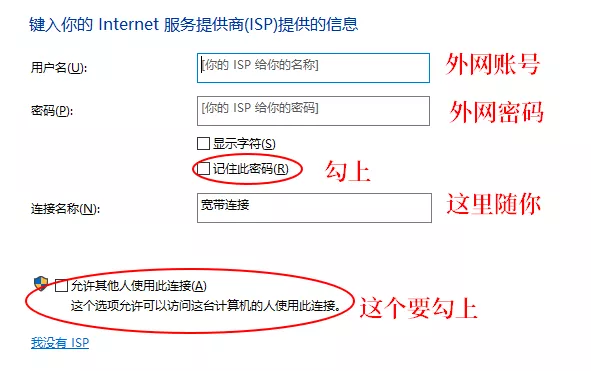 键入你的 Internet 服务提供商(ISP)提供的信息
用户名(U): [你的 ISP 给你的名称] 外网账号
密码(P): [你的 ISP 给你的密码] 外网密码
显示字符(S)
记住此密码(R) 勾上
连接名称(N): 宽带连接 这里随你
允许其他人使用此连接(A)
这个选项允许可以访问这台计算机的人使用此连接。 这个要勾上
我没有 ISP